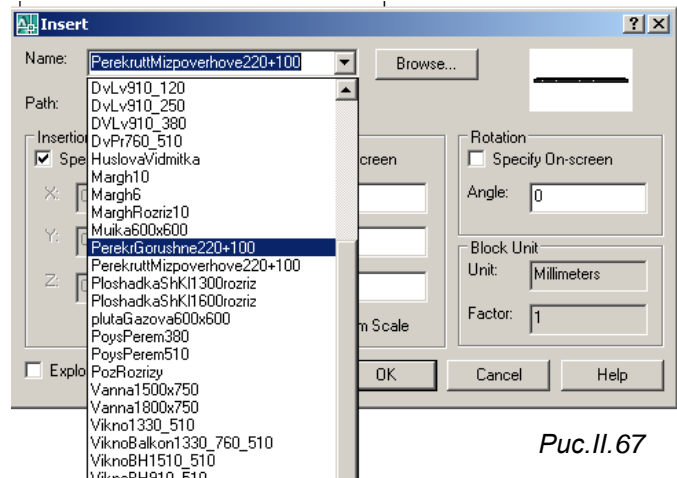 Insert
Name:
PerekruttMizpoverhove220+100
Browse...
Path:
DvLv910_120
DvLv910_250
DVLv910_380
DvPr760_510
HuslovaVidmitka
Margh10
Margh6
MarghRozriz10
Muika600x600
PerekrGorushne220+100
PerekruttMizpoverhove220+100
PloshadkaShKl1300rozriz
PloshadkaShKl1600rozriz
plutaGazova600x600
PoysPerem380
PoysPerem510
PozRozrizy
Vanna1500x750
Vanna1800x750
Vikno1330_510
ViknoBalkon1330_760_510
ViknoBH1510_510
ViknoBH910_510
Insertio
Spe
creen
X:
Y:
Z:
m Scale
Explo
Rotation
Specify On-screen
Angle:
0
Block Unit
Unit:
Millimeters
Factor:
1
OK
Cancel
Help
Рис.II.67